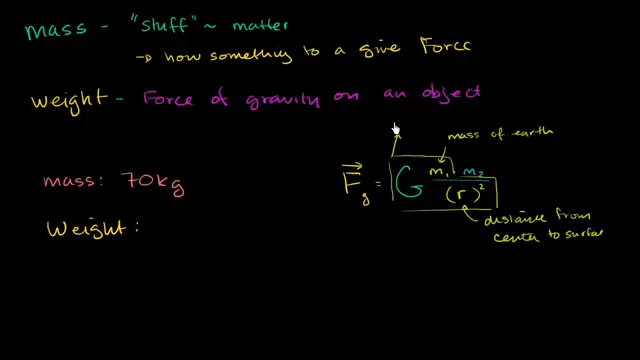 mass - "stuff" ~ matter
→ how something to a give Force
weight - Force of gravity on an object
mass of earth
mass: 70kg
F_g = G m₁ m₂ / (r)²
Weight:
distance from
center to surfac